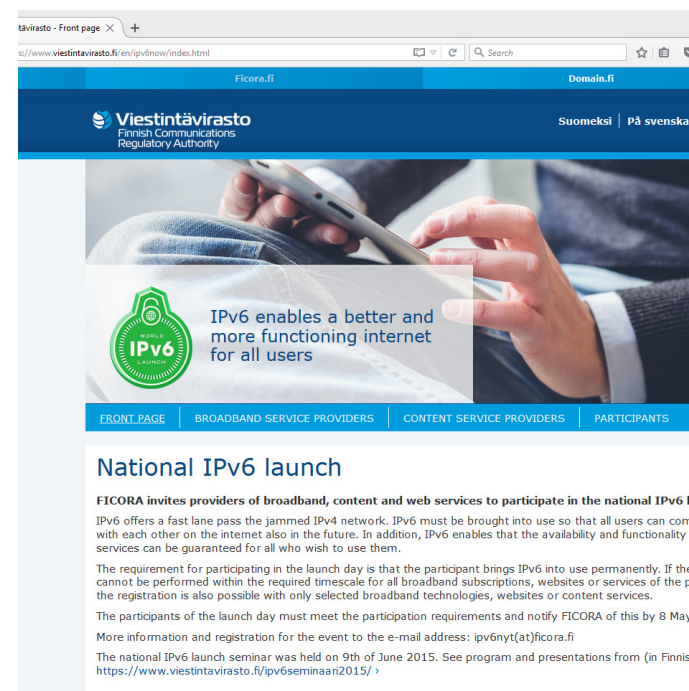 tävirasto - Front page × +
s://www.viestintavirasto.fi/en/ipv6now/index.html
Search
Ficora.fi
Domain.fi
Viestintävirasto
Finnish Communications
Regulatory Authority
Suomeksi | På svenska
WORLD
IPv6
LAUNCH
IPv6 enables a better and
more functioning internet
for all users
FRONT PAGE
BROADBAND SERVICE PROVIDERS
CONTENT SERVICE PROVIDERS
PARTICIPANTS
National IPv6 launch
FICORA invites providers of broadband, content and web services to participate in the national IPv6
IPv6 offers a fast lane pass the jammed IPv4 network. IPv6 must be brought into use so that all users can com
with each other on the internet also in the future. In addition, IPv6 enables that the availability and functionality
services can be guaranteed for all who wish to use them.
The requirement for participating in the launch day is that the participant brings IPv6 into use permanently. If the
cannot be performed within the required timescale for all broadband subscriptions, websites or services of the p
the registration is also possible with only selected broadband technologies, websites or content services.
The participants of the launch day must meet the participation requirements and notify FICORA of this by 8 May
More information and registration for the event to the e-mail address: ipv6nyt(at)ficora.fi
The national IPv6 launch seminar was held on 9th of June 2015. See program and presentations from (in Finnis
https://www.viestintavirasto.fi/ipv6seminaari2015/ ›